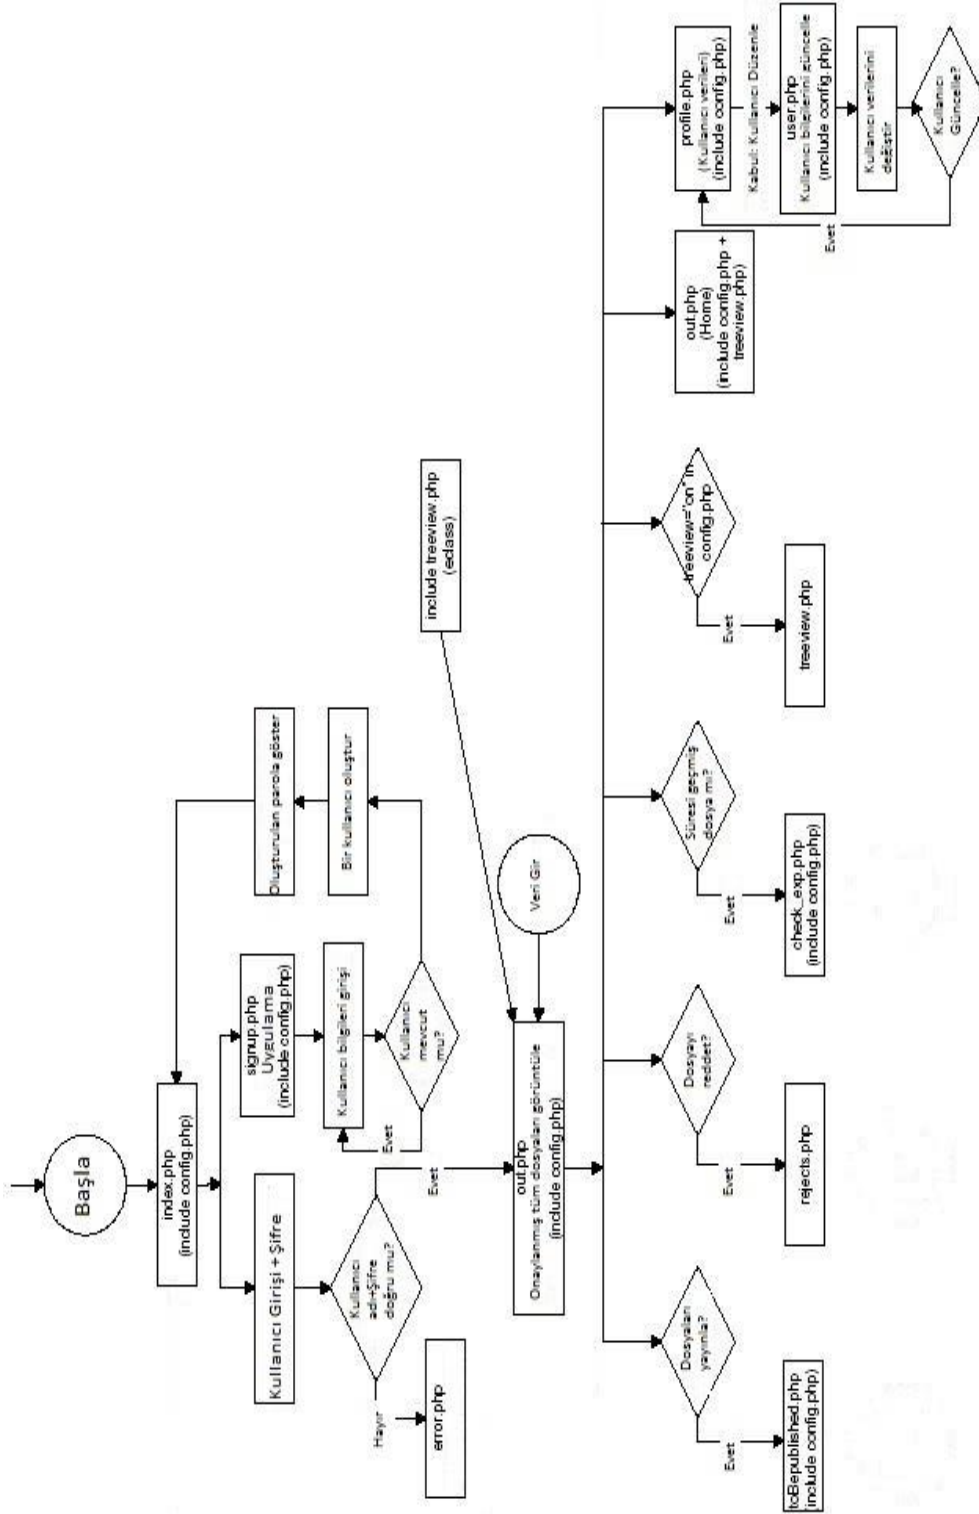 Başla
index.php
(include config.php)
Kullanıcı Girişi + Şifre
signup.php
Uygulama
(include config.php)
Oluşturulan parola göster
Kullanıcı
adı+Şifre
doğru mu?
Kullanıcı bilgileri girişi
Bir kullanıcı oluştur
Hayır
Evet
Evet
Kullanıcı
mevcut
mu?
error.php
include treeview.php
(eclass)
out.php
Onaylanmış tüm dosyaları görüntüle
(include config.php)
Veri Gir
Dosyaları
yayınla?
Dosyayı
reddet?
Süresi geçmiş
dosya mı?
treeview="on" in
config.php
out.php
(Home)
(include config.php +
treeview.php)
profile.php
(Kullanıcı verileri)
(include config.php)
Evet
Evet
Evet
Evet
Kabul: Kullanıcı Düzenle
toBepublished.php
(include config.php)
rejects.php
check_exp.php
(include config.php)
treeview.php
user.php
Kullanıcı bilgilerini güncelle
(include config.php)
Evet
Kullanıcı verilerini
değiştir
Kullanıcı
Güncelle?